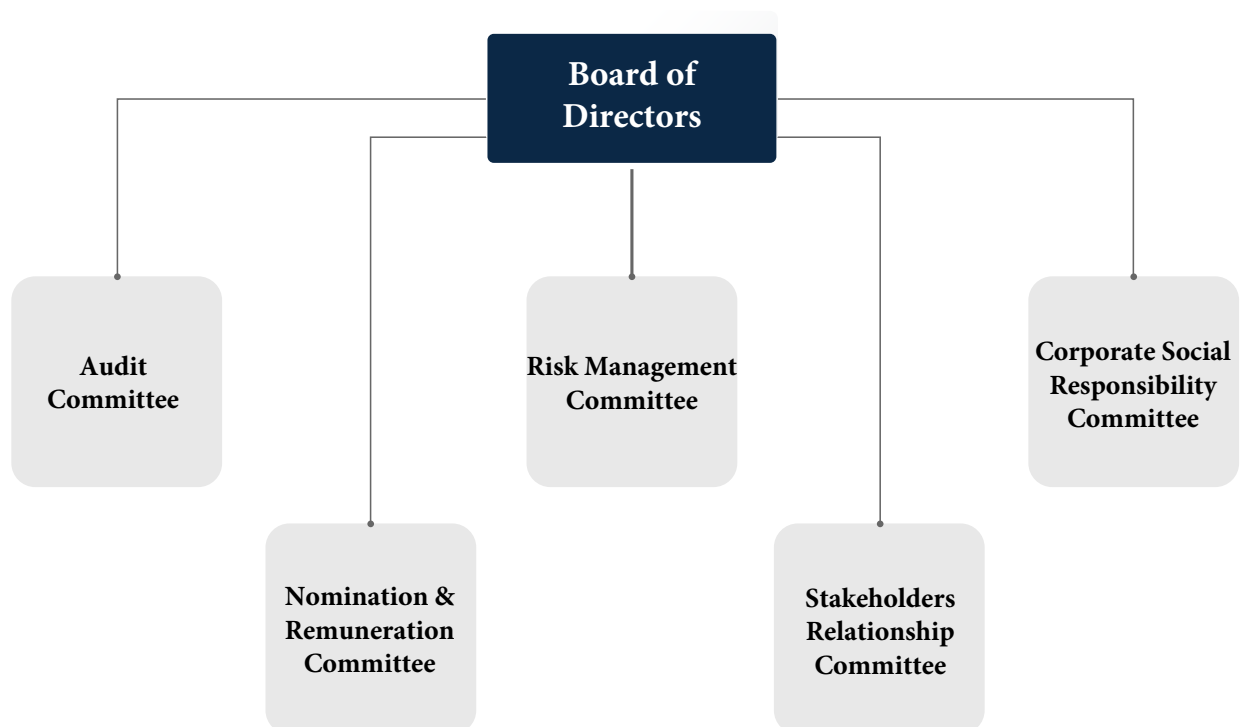 Board of
Directors
Audit
Committee
Risk Management
Committee
Corporate Social
Responsibility
Committee
Nomination &
Remuneration
Committee
Stakeholders
Relationship
Committee